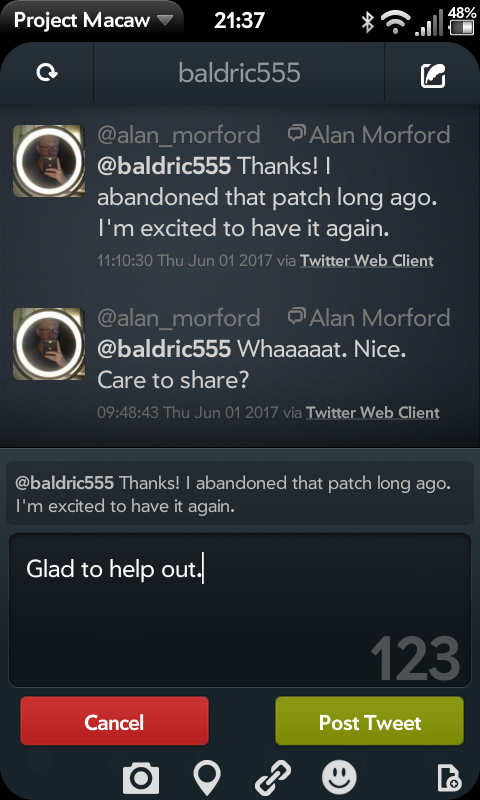 Project Macaw 21:37 48%
baldric555
@alan_morford Alan Morford
@baldric555 Thanks! I
abandoned that patch long ago.
I'm excited to have it again.
11:10:30 Thu Jun 01 2017 via Twitter Web Client
@alan_morford Alan Morford
@baldric555 Whaaaaat. Nice.
Care to share?
09:48:43 Thu Jun 01 2017 via Twitter Web Client
@baldric555 Thanks! I abandoned that patch long ago.
I'm excited to have it again.
Glad to help out.
123
Cancel Post Tweet